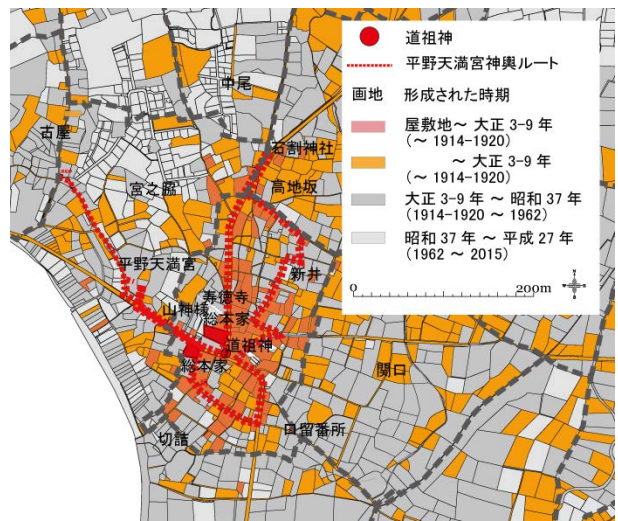 道祖神
平野天満宮神輿ルート
画地 形成された時期
屋敷地～ 大正 3-9 年
(～ 1914-1920)
～ 大正 3-9 年
(～ 1914-1920)
大正 3-9 年 ～ 昭和 37 年
(1914-1920 ～ 1962)
昭和 37 年 ～ 平成 27 年
(1962 ～ 2015)
0 200m
中尾
古屋
石割神社
宮之脇
高地坂
平野天満宮
新井
寿徳寺
山神様
総本家
道祖神
総本家
関口
切詰
口留番所